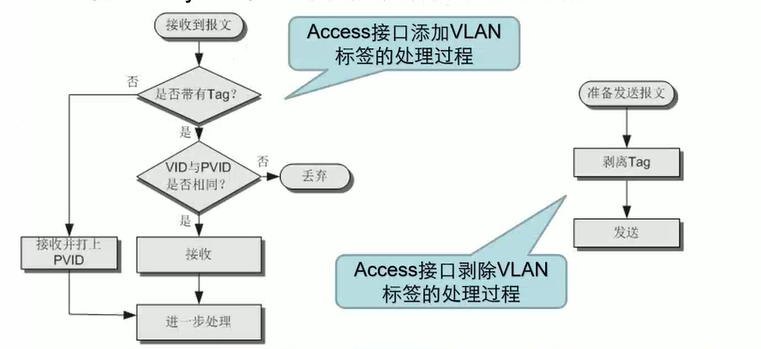 接收到报文
Access接口添加VLAN
标签的处理过程
否
是否带有Tag?
是
VID与PVID
是否相同?
否
丢弃
是
接收并打上
PVID
接收
进一步处理
准备发送报文
剥离Tag
发送
Access接口剥除VLAN
标签的处理过程